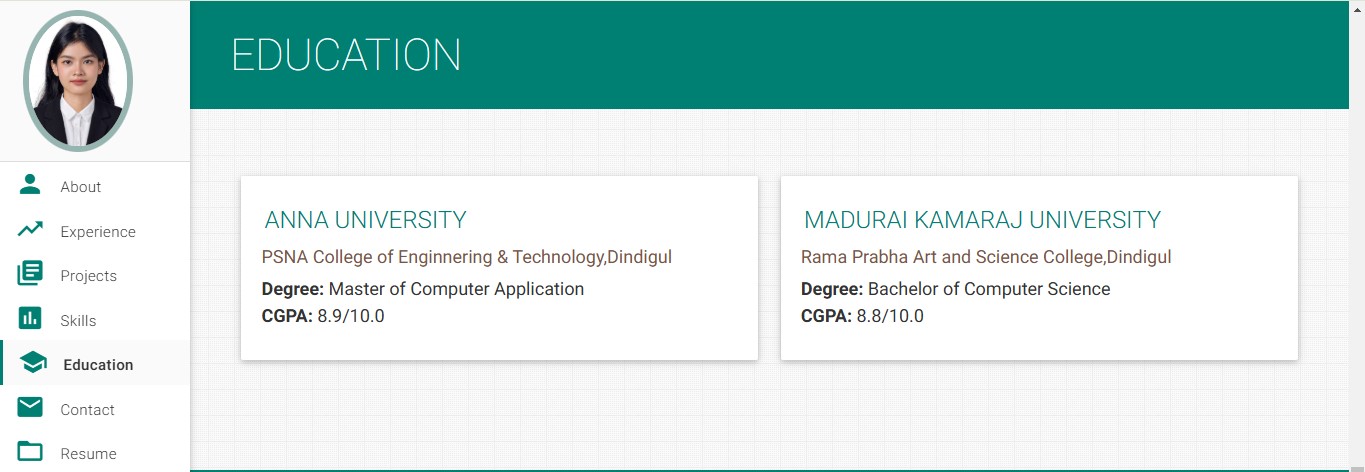 EDUCATION
About
Experience
Projects
Skills
Education
Contact
Resume
ANNA UNIVERSITY
PSNA College of Enginnering & Technology,Dindigul
Degree: Master of Computer Application
CGPA: 8.9/10.0
MADURAI KAMARAJ UNIVERSITY
Rama Prabha Art and Science College,Dindigul
Degree: Bachelor of Computer Science
CGPA: 8.8/10.0